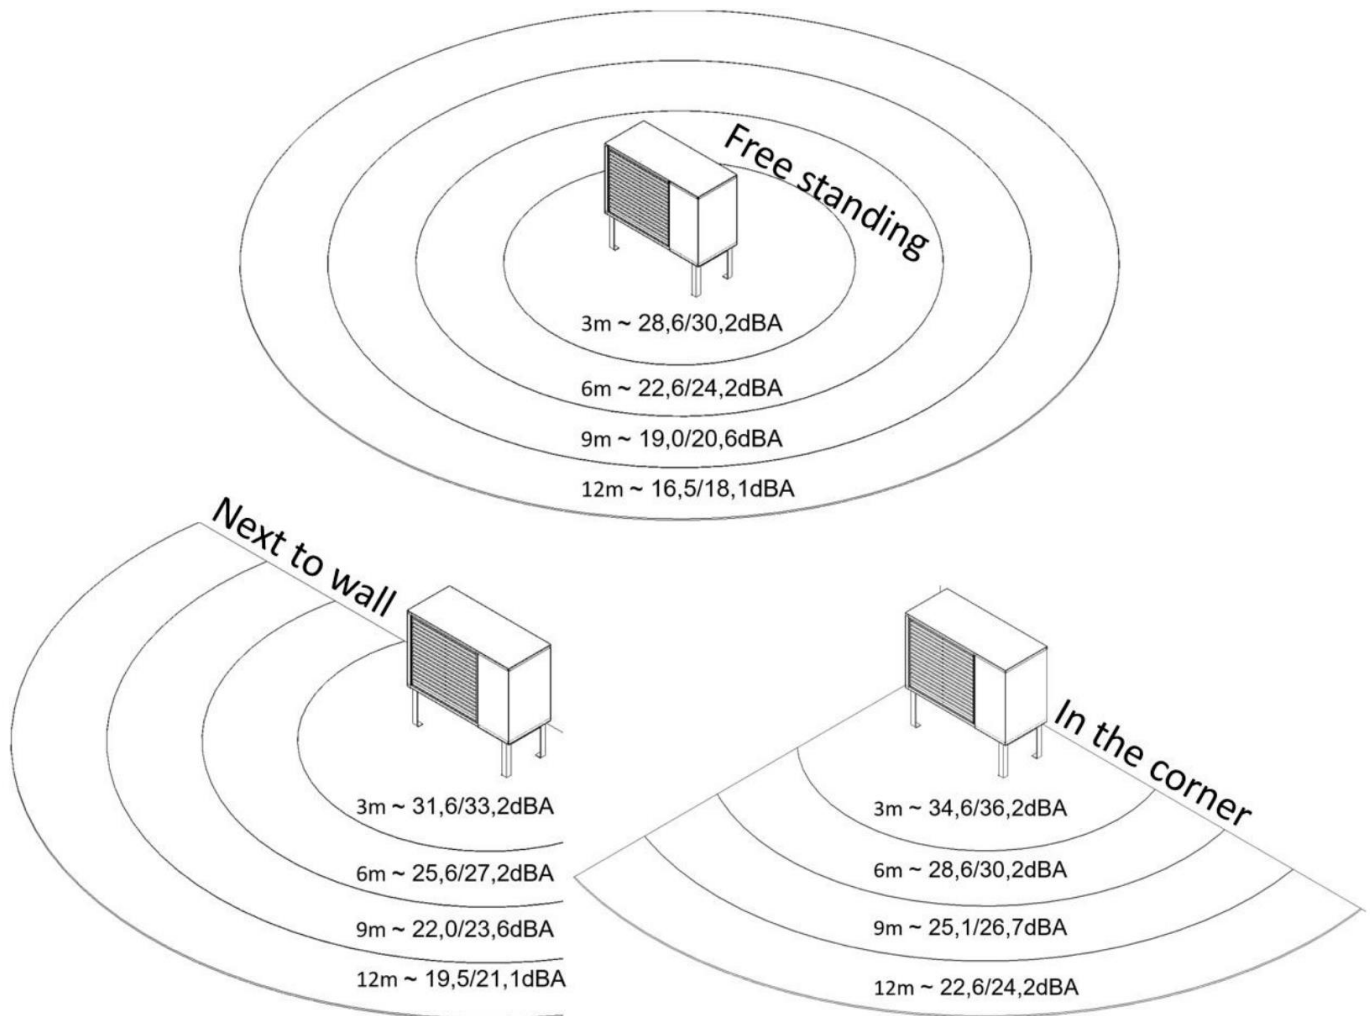 Free standing
3m ~ 28,6/30,2dBA
6m ~ 22,6/24,2dBA
9m ~ 19,0/20,6dBA
12m ~ 16,5/18,1dBA
Next to wall
3m ~ 31,6/33,2dBA
6m ~ 25,6/27,2dBA
9m ~ 22,0/23,6dBA
12m ~ 19,5/21,1dBA
In the corner
3m ~ 34,6/36,2dBA
6m ~ 28,6/30,2dBA
9m ~ 25,1/26,7dBA
12m ~ 22,6/24,2dBA